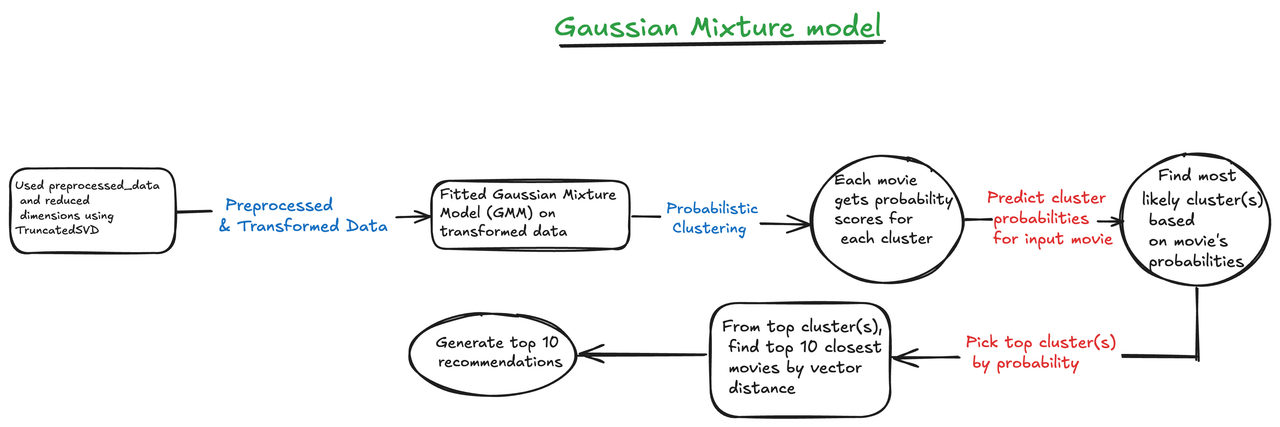 Gaussian Mixture model
Used preprocessed_data
and reduced
dimensions using
TruncatedSVD
Preprocessed
& Transformed Data
Fitted Gaussian Mixture
Model (GMM) on
transformed data
Probabilistic
Clustering
Each movie
gets probability
scores for
each cluster
Predict cluster
probabilities
for input movie
Find most
likely cluster(s)
based
on movie's
probabilities
Pick top cluster(s)
by probability
From top cluster(s),
find top 10 closest
movies by vector
distance
Generate top 10
recommendations